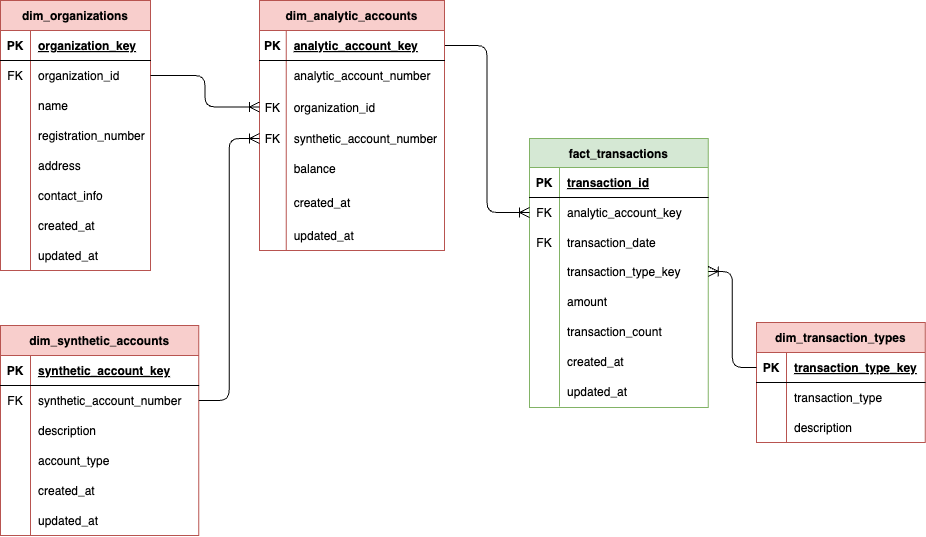 dim_organizations
PK organization_key
FK organization_id
name
registration_number
address
contact_info
created_at
updated_at
dim_analytic_accounts
PK analytic_account_key
analytic_account_number
FK organization_id
FK synthetic_account_number
balance
created_at
updated_at
fact_transactions
PK transaction_id
FK analytic_account_key
FK transaction_date
transaction_type_key
amount
transaction_count
created_at
updated_at
dim_synthetic_accounts
PK synthetic_account_key
FK synthetic_account_number
description
account_type
created_at
updated_at
dim_transaction_types
PK transaction_type_key
transaction_type
description